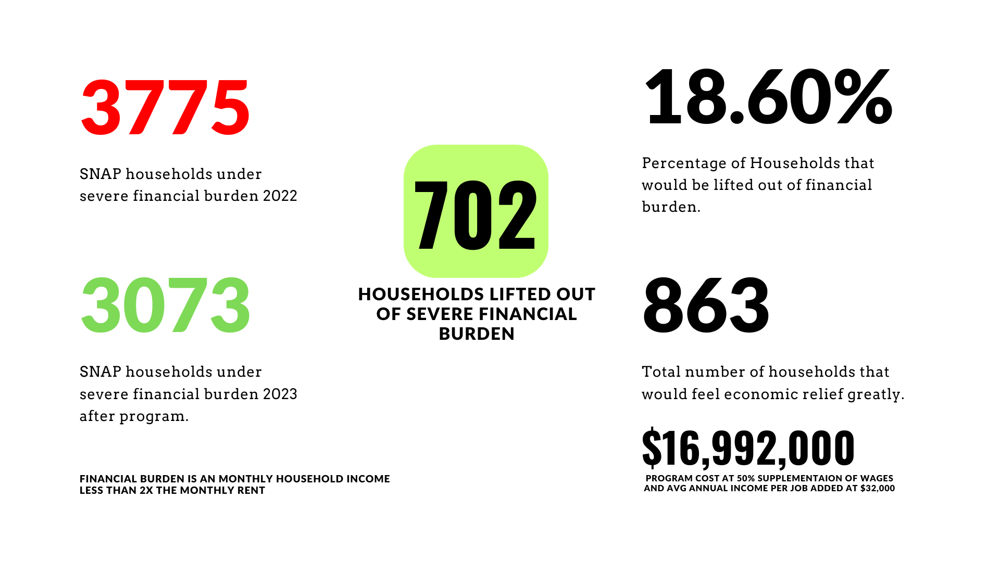 3775
SNAP households under
severe financial burden 2022
3073
SNAP households under
severe financial burden 2023
after program.
FINANCIAL BURDEN IS AN MONTHLY HOUSEHOLD INCOME
LESS THAN 2X THE MONTHLY RENT
702
HOUSEHOLDS LIFTED OUT
OF SEVERE FINANCIAL
BURDEN
18.60%
Percentage of Households that
would be lifted out of financial
burden.
863
Total number of households that
would feel economic relief greatly.
$16,992,000
PROGRAM COST AT 50% SUPPLEMENTAION OF WAGES
AND AVG ANNUAL INCOME PER JOB ADDED AT $32,000